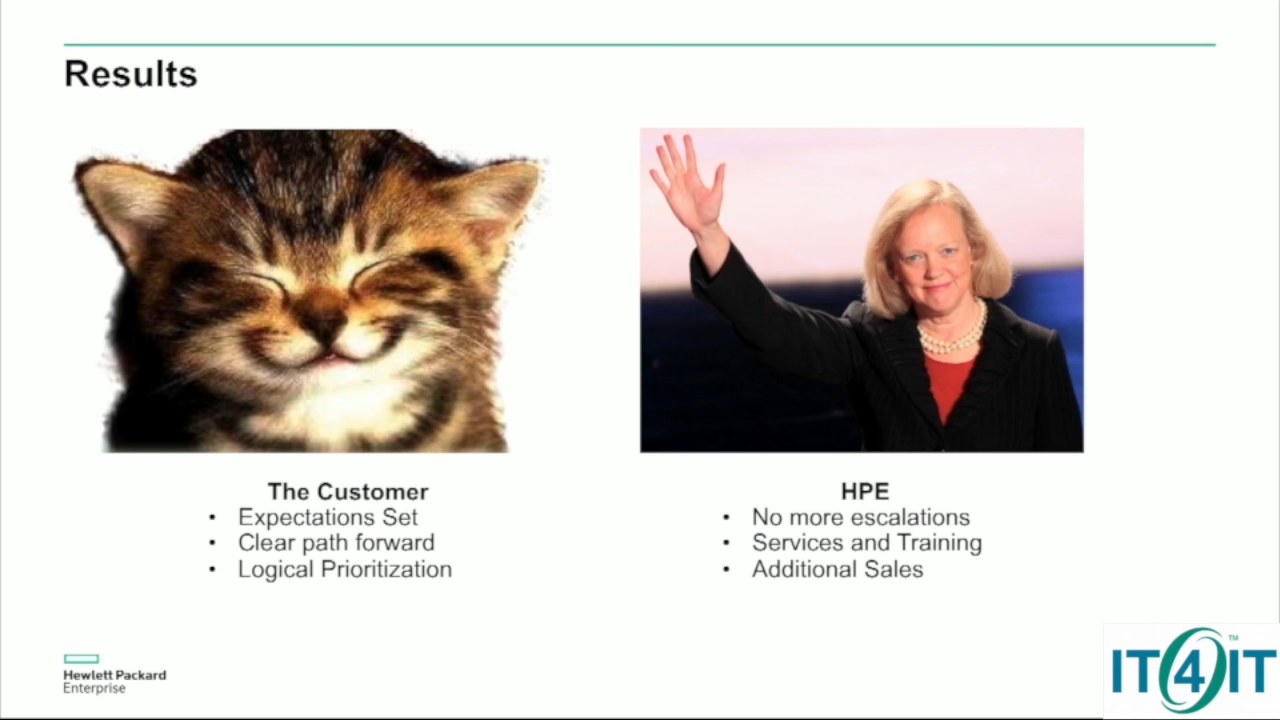 Results
The Customer
• Expectations Set
• Clear path forward
• Logical Prioritization
HPE
• No more escalations
• Services and Training
• Additional Sales
Hewlett Packard
Enterprise
IT4IT™